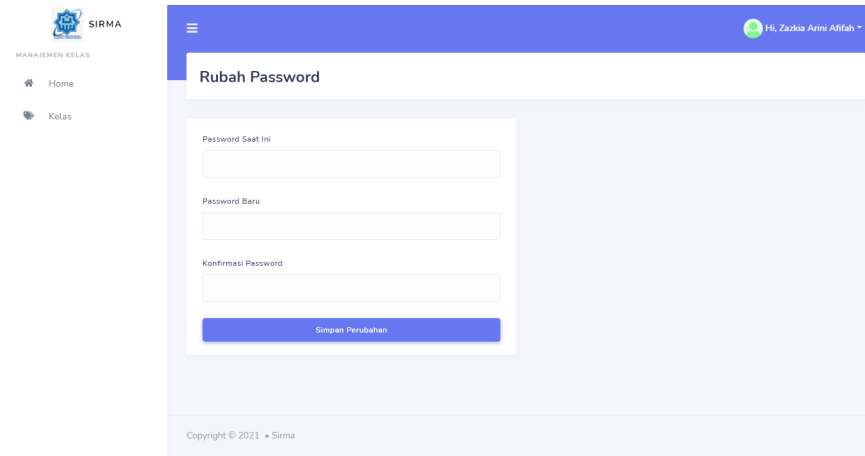 SIRMA
MANAJEMEN KELAS
Home
Kelas
Hi, Zazkia Arini Afifah
Rubah Password
Password Saat Ini
Password Baru
Konfirmasi Password
Simpan Perubahan
Copyright © 2021 • Sirma